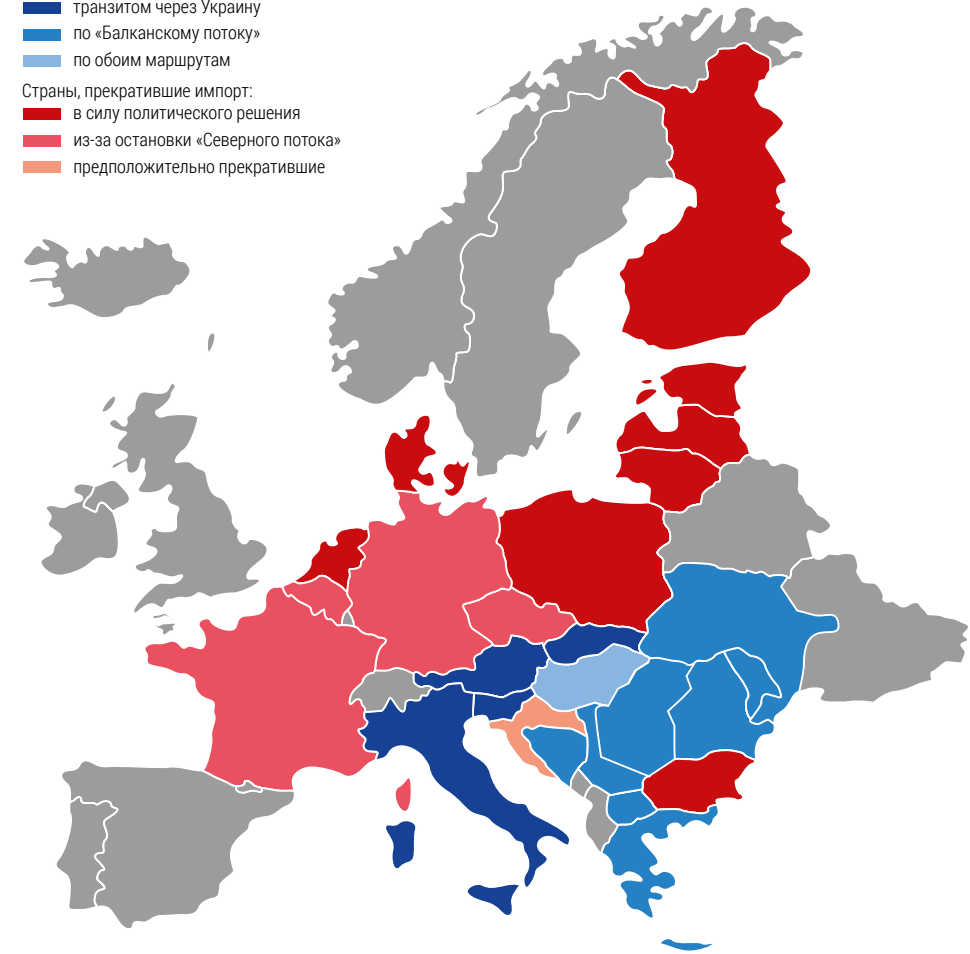 транзитом через Украину
по «Балканскому потоку»
по обоим маршрутам
Страны, прекратившие импорт:
в силу политического решения
из-за остановки «Северного потока»
предположительно прекратившие